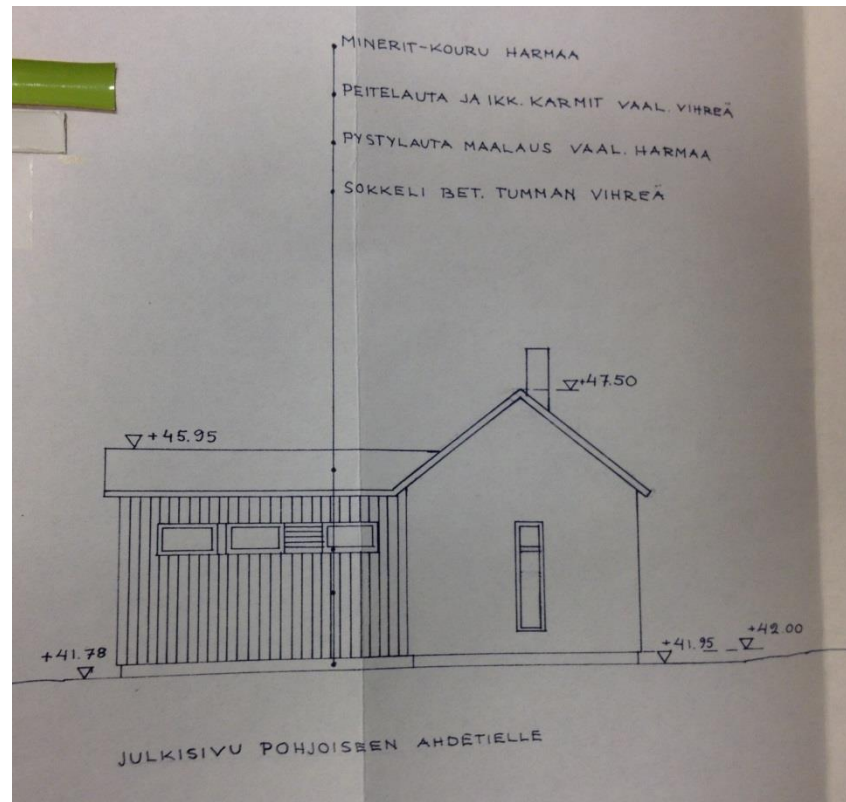 MINERIT-KOURU HARMAA
PEITELAUTA JA IKK. KARMIT VAAL. VIHREÄ
PYSTYLAUTA MAALAUS VAAL. HARMAA
SOKKELI BET. TUMMAN VIHREÄ
+47.50
+45.95
+42.00
+41.95
+41.78
JULKISIVU POHJOISEEN AHDETIELLE